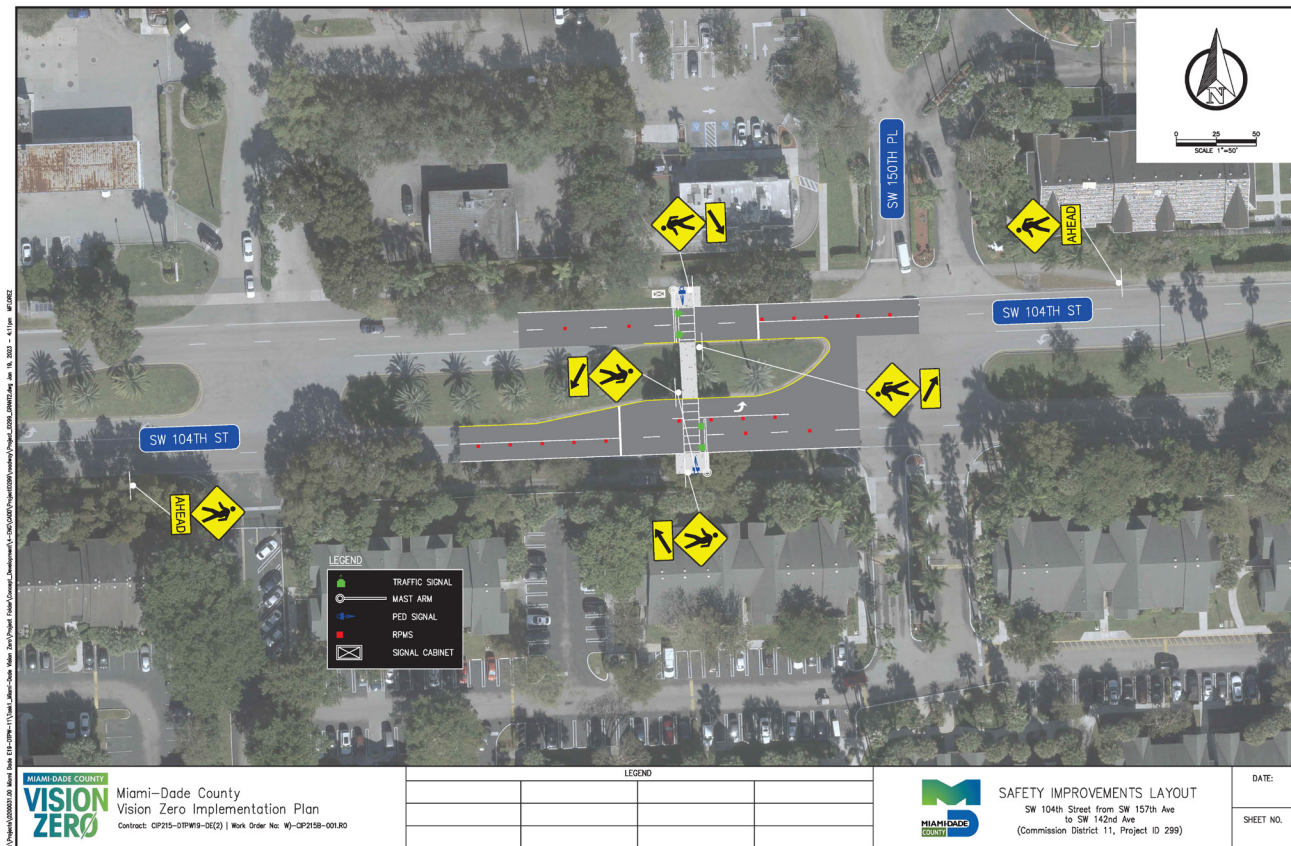 N
0 25 50
SCALE 1"=50'
SW 150TH PL
AHEAD
SW 104TH ST
SW 104TH ST
AHEAD
LEGEND
TRAFFIC SIGNAL
MAST ARM
PED SIGNAL
RPMS
SIGNAL CABINET
MIAMI-DADE COUNTY
VISION
ZERO
Miami-Dade County
Vision Zero Implementation Plan
Contract: CIP215-DTPW19-DE(2) | Work Order No: W)-CIP215B-001.R0
LEGEND
MIAMI-DADE
COUNTY
SAFETY IMPROVEMENTS LAYOUT
SW 104th Street from SW 157th Ave
to SW 142nd Ave
(Commission District 11, Project ID 299)
DATE:
SHEET NO.